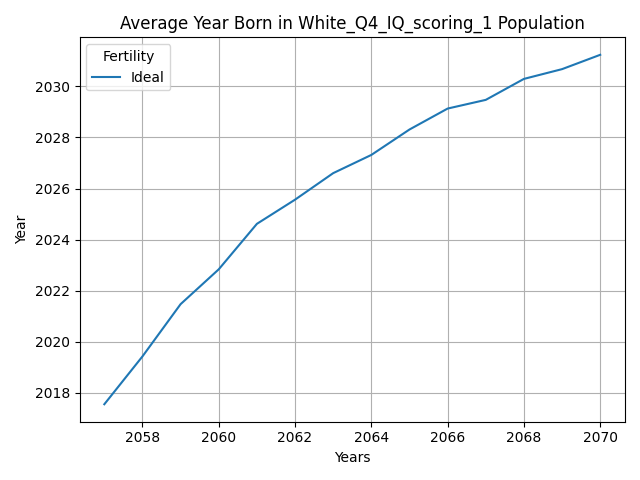 Average Year Born in White_Q4_IQ_scoring_1 Population
Fertility
Ideal
Year
2030
2028
2026
2024
2022
2020
2018
2058 2060 2062 2064 2066 2068 2070
Years